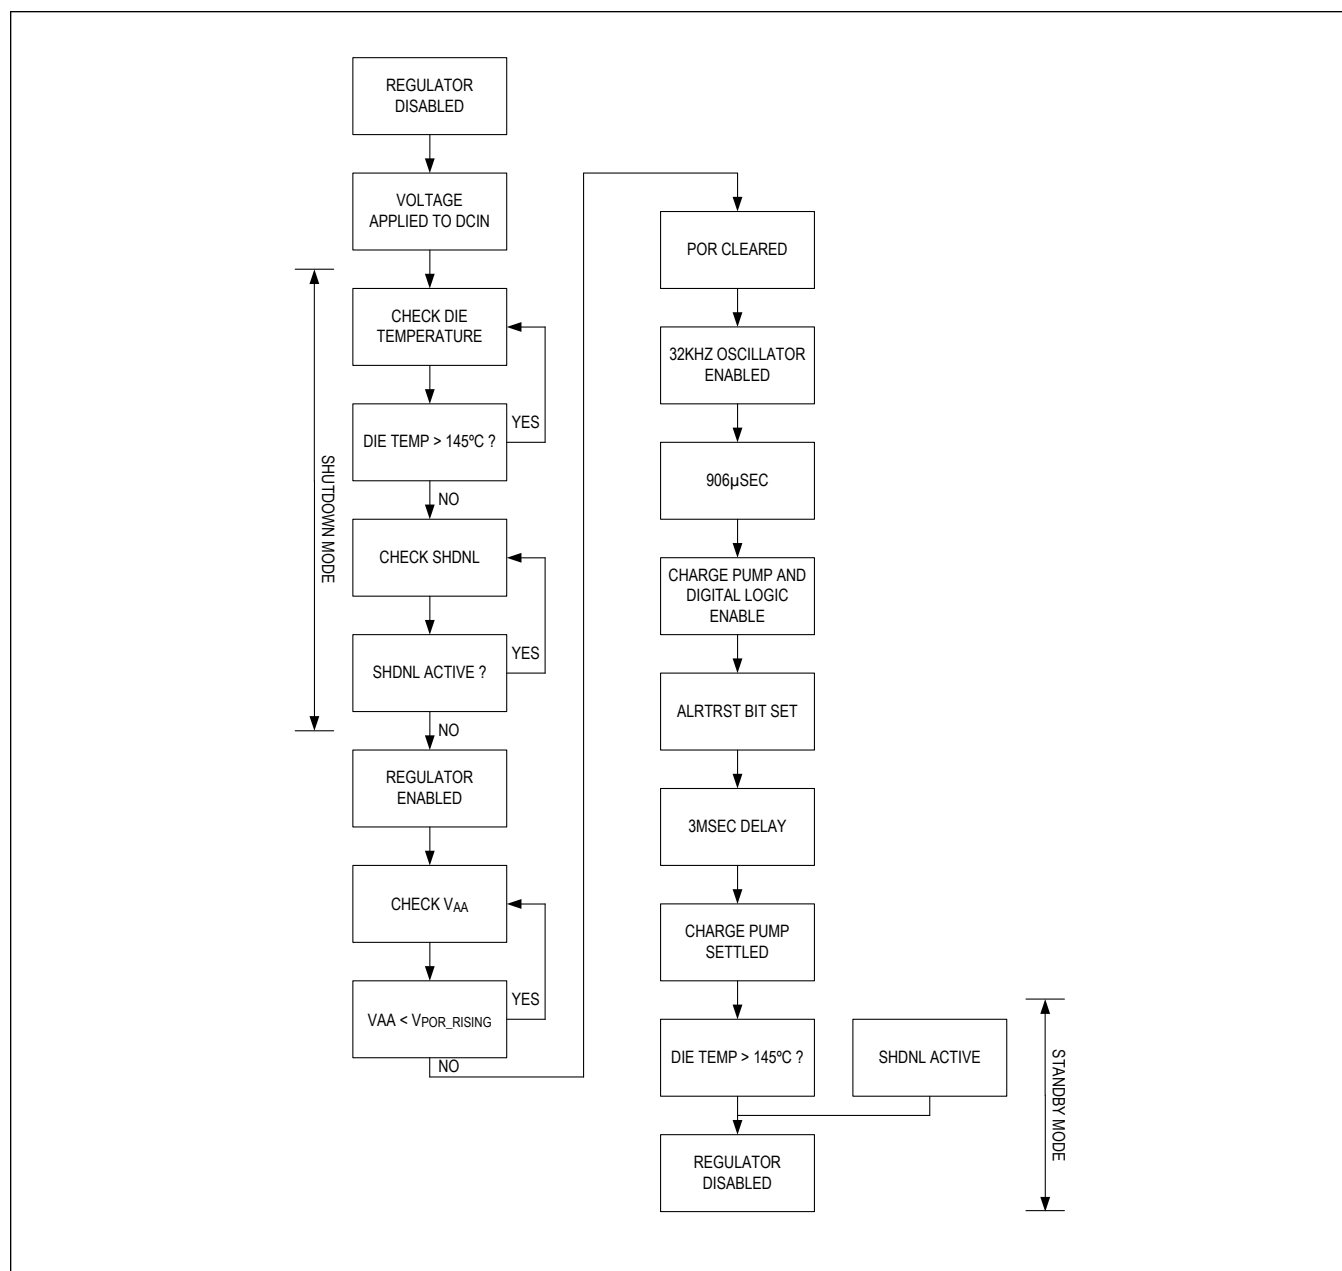 REGULATOR
DISABLED
VOLTAGE
APPLIED TO DCIN
CHECK DIE
TEMPERATURE
DIE TEMP > 145ºC ?
YES
NO
CHECK SHDNL
SHDNL ACTIVE ?
YES
NO
SHUTDOWN MODE
REGULATOR
ENABLED
CHECK VAA
VAA < VPOR_RISING
YES
NO
POR CLEARED
32KHZ OSCILLATOR
ENABLED
906µSEC
CHARGE PUMP AND
DIGITAL LOGIC
ENABLE
ALRTRST BIT SET
3MSEC DELAY
CHARGE PUMP
SETTLED
DIE TEMP > 145ºC ?
SHDNL ACTIVE
REGULATOR
DISABLED
STANDBY MODE